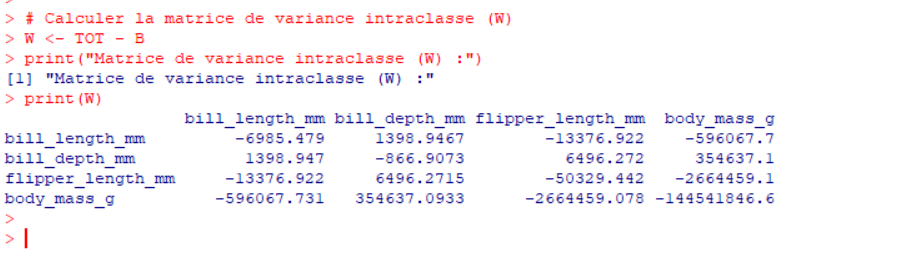 >
> # Calculer la matrice de variance intraclasse (W)
> W <- TOT - B
> print("Matrice de variance intraclasse (W) :")
[1] "Matrice de variance intraclasse (W) :"
> print(W)
                  bill_length_mm bill_depth_mm flipper_length_mm  body_mass_g
bill_length_mm         -6985.479     1398.9467        -13376.922    -596067.7
bill_depth_mm           1398.947     -866.9073          6496.272     354637.1
flipper_length_mm     -13376.922     6496.2715        -50329.442   -2664459.1
body_mass_g          -596067.731   354637.0933      -2664459.078 -144541846.6
>
>